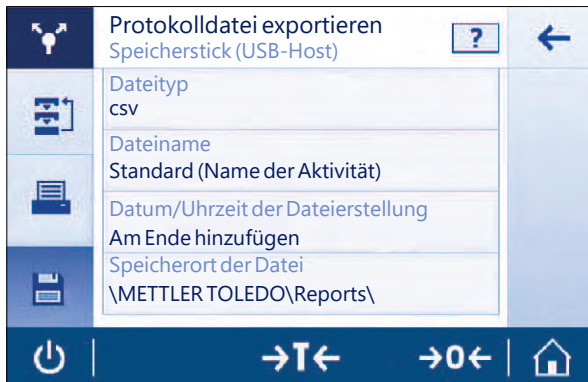 Protokolldatei exportieren
Speicherstick (USB-Host)
?
Dateityp
csv
Dateiname
Standard (Name der Aktivität)
Datum/Uhrzeit der Dateierstellung
Am Ende hinzufügen
Speicherort der Datei
\METTLER TOLEDO\Reports\
→T← →0←